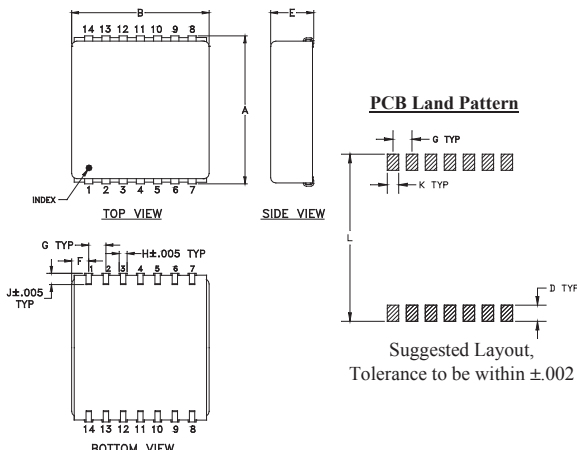 B
14 13 12 11 10 9 8
A
INDEX
1 2 3 4 5 6 7
TOP VIEW
E
SIDE VIEW
PCB Land Pattern
G TYP
K TYP
L
D TYP
Suggested Layout,
Tolerance to be within ±.002
G TYP
H±.005 TYP
F
1 2 3 4 5 6 7
J±.005
TYP
14 13 12 11 10 9 8
BOTTOM VIEW